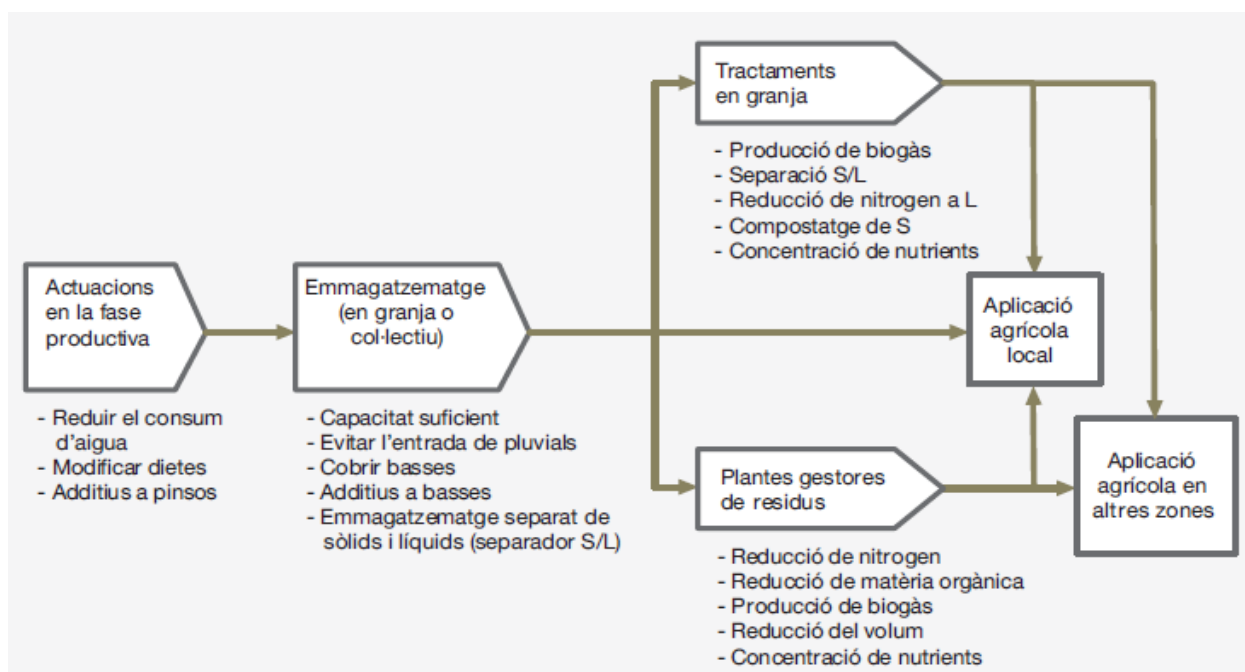 Tractaments
en granja
- Producció de biogàs
- Separació S/L
- Reducció de nitrogen a L
- Compostatge de S
- Concentració de nutrients
Actuacions
en la fase
productiva
- Reduir el consum
d'aigua
- Modificar dietes
- Additius a pinsos
Emmagatzematge
(en granja o
col·lectiu)
- Capacitat suficient
- Evitar l'entrada de pluvials
- Cobrir basses
- Additius a basses
- Emmagatzematge separat de
sòlids i líquids (separador S/L)
Aplicació
agrícola
local
Plantes gestores
de residus
- Reducció de nitrogen
- Reducció de matèria orgànica
- Producció de biogàs
- Reducció del volum
- Concentració de nutrients
Aplicació
agrícola en
altres zones